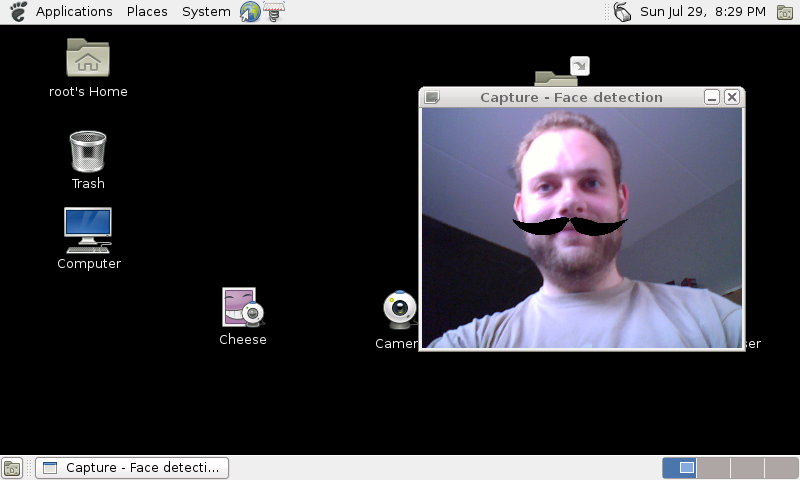 Applications Places System
Sun Jul 29, 8:29 PM
root's Home
Capture - Face detection
Trash
Computer
Cheese
Camer
ser
Capture - Face detecti...